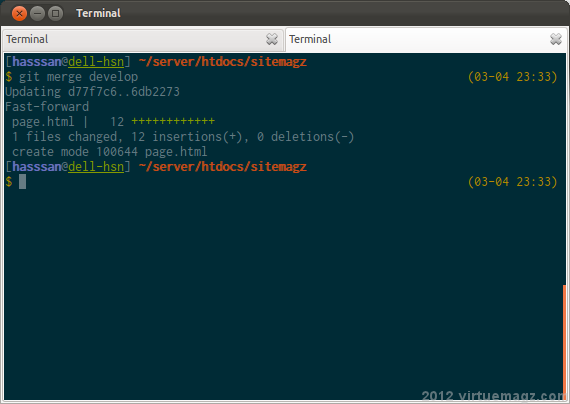 Terminal
Terminal
Terminal
[hasssan@dell-hsn] ~/server/htdocs/sitemagz
$ git merge develop (03-04 23:33)
Updating d77f7c6..6db2273
Fast-forward
page.html | 12 ++++++++++++
1 files changed, 12 insertions(+), 0 deletions(-)
create mode 100644 page.html
[hasssan@dell-hsn] ~/server/htdocs/sitemagz
$ (03-04 23:33)
2012 virtuemagz.com